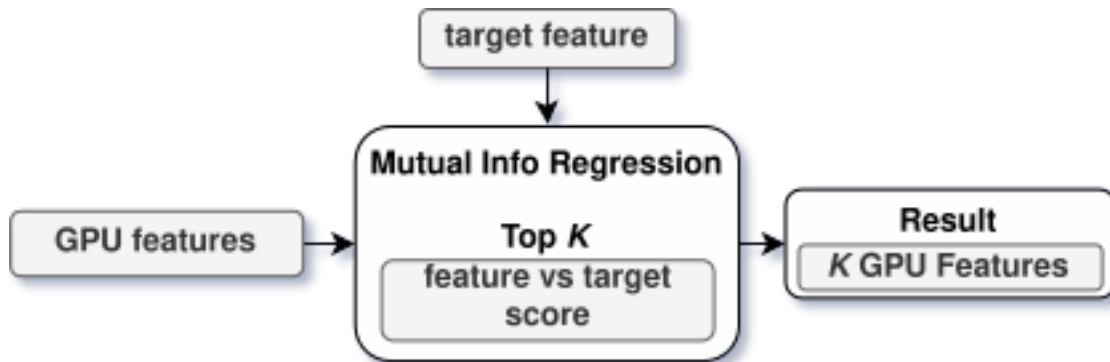 target feature
Mutual Info Regression
GPU features
Top K
feature vs target
score
Result
K GPU Features